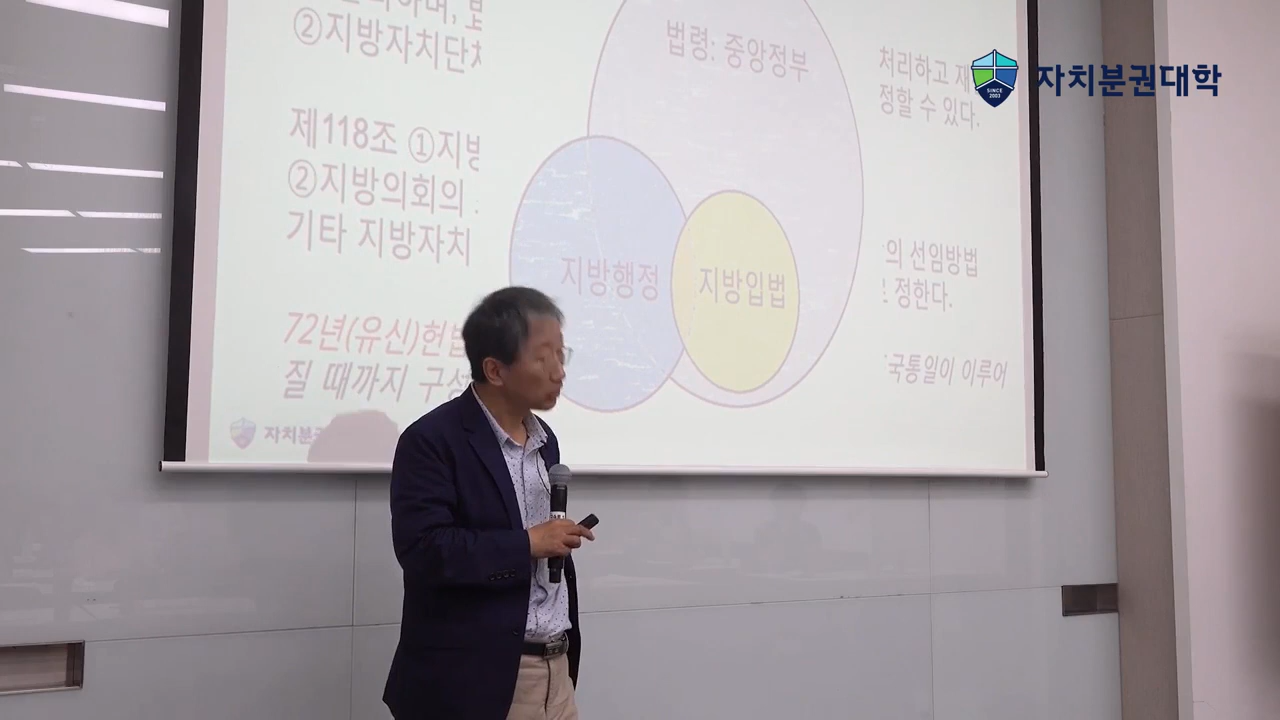 ②지방자치단체
법령: 중앙정부
처리하고 재
정할 수 있다.
자치분권대학
SINCE
2003
제118조 ①지방
②지방의회의
기타 지방자치
지방행정
지방입법
의 선임방법
정한다.
72년(유신)헌법
질 때까지 구성
국통일이 이루어
자치분권